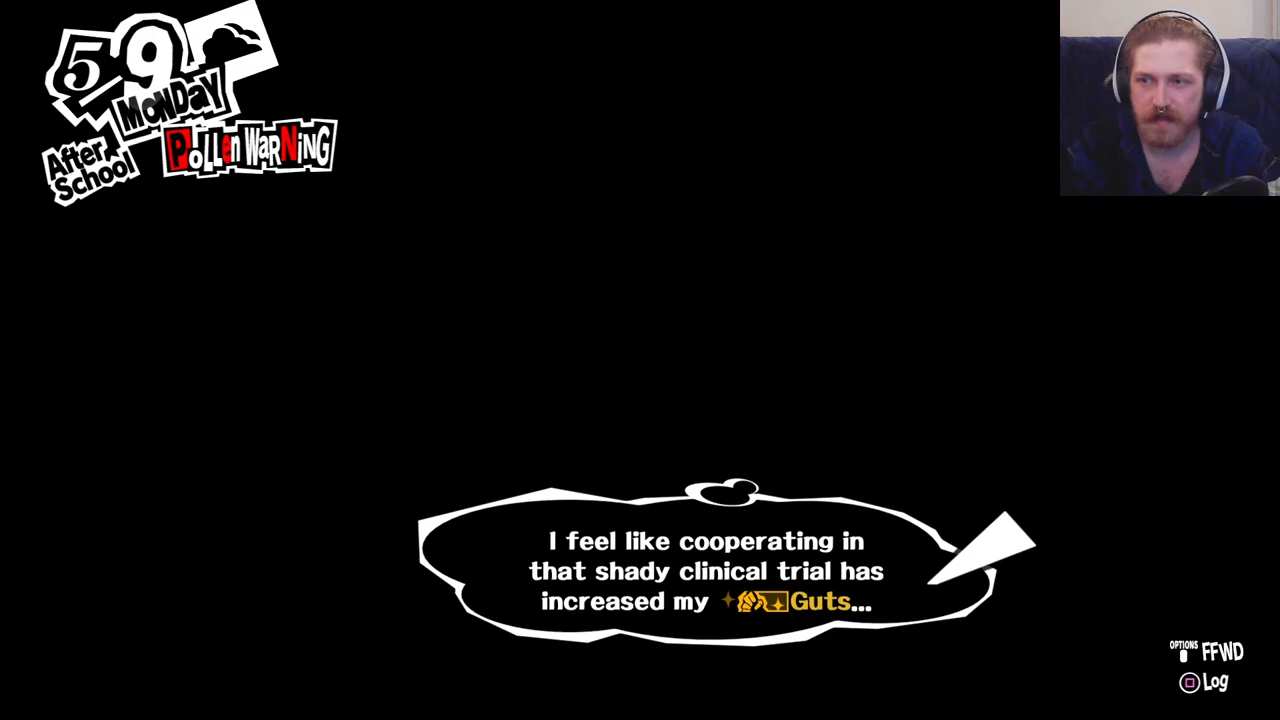 5/9
MONDAY
After School
Pollen WarNiNG
I feel like cooperating in
that shady clinical trial has
increased my Guts...
OPTIONS FFWD
Log